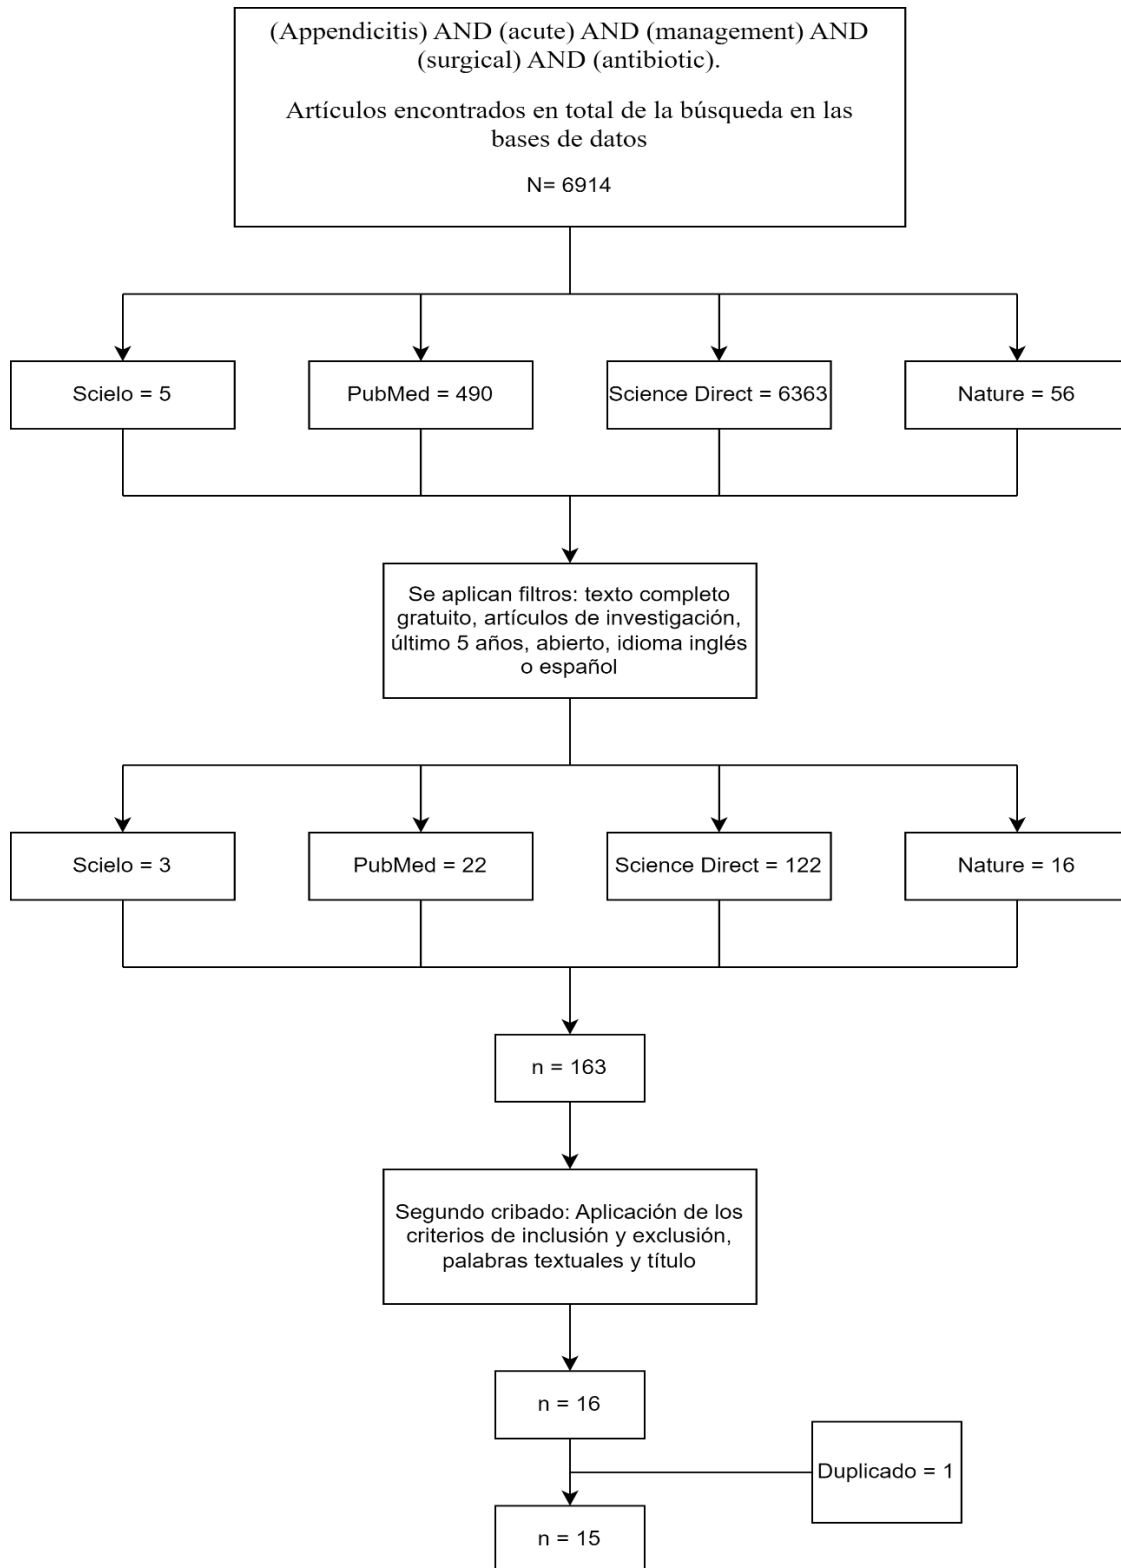 (Appendicitis) AND (acute) AND (management) AND
(surgical) AND (antibiotic).
Artículos encontrados en total de la búsqueda en las
bases de datos
N= 6914
Scielo = 5
PubMed = 490
Science Direct = 6363
Nature = 56
Se aplican filtros: texto completo
gratuito, artículos de investigación,
último 5 años, abierto, idioma inglés
o español
Scielo = 3
PubMed = 22
Science Direct = 122
Nature = 16
n = 163
Segundo cribado: Aplicación de los
criterios de inclusión y exclusión,
palabras textuales y título
n = 16
Duplicado = 1
n = 15